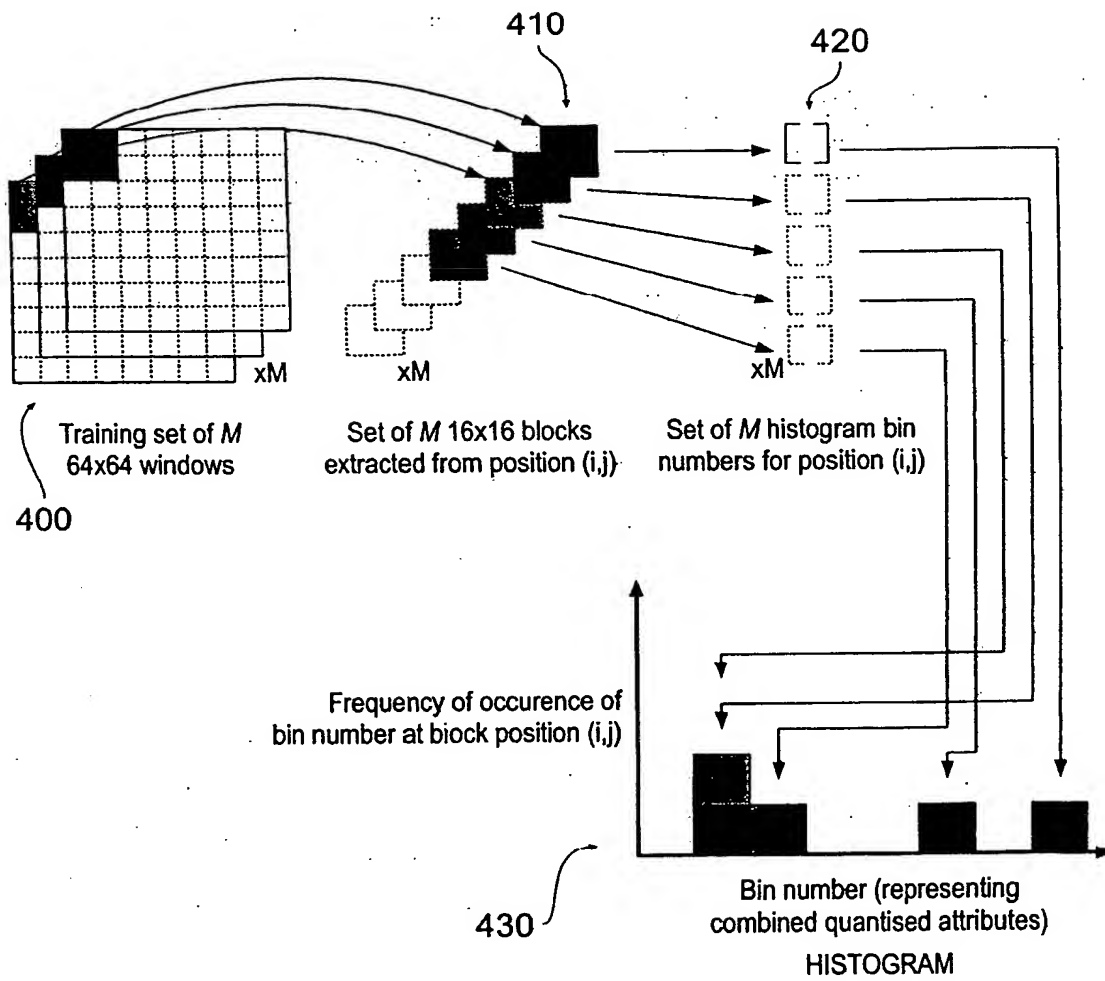 410
420
xM
xM
xM
Training set of M
64x64 windows
Set of M 16x16 blocks
extracted from position (i,j)
Set of M histogram bin
numbers for position (i,j)
400
Frequency of occurence of
bin number at block position (i,j)
430
Bin number (representing
combined quantised attributes)
HISTOGRAM